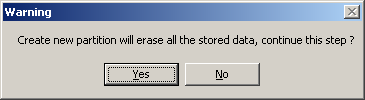 Warning
Create new partition will erase all the stored data, continue this step ?
Yes
No